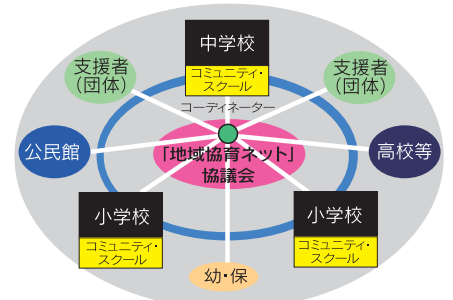 中学校
コミュニティ・
スクール
支援者
(団体)
支援者
(団体)
コーディネーター
公民館
「地域協育ネット」
協議会
高校等
小学校
コミュニティ・
スクール
小学校
コミュニティ・
スクール
幼・保